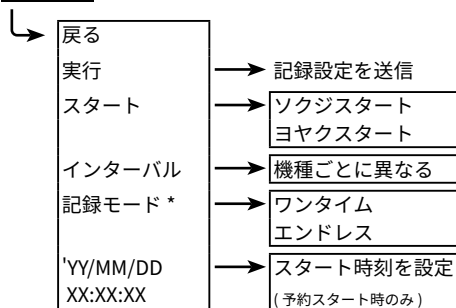 戻る
実行 記録設定を送信
スタート ソクジスタート
ヨヤクスタート
インターバル 機種ごとに異なる
記録モード * ワンタイム
エンドレス
'YY/MM/DD スタート時刻を設定
XX:XX:XX ( 予約スタート時のみ )